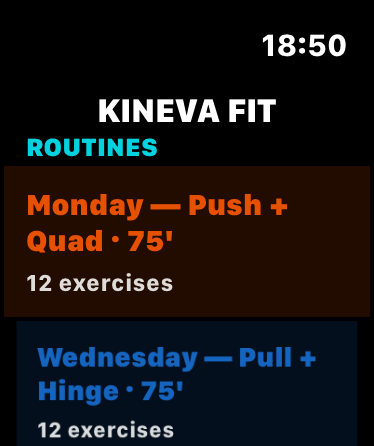 18:50
KINEVA FIT
ROUTINES
Monday — Push +
Quad · 75'
12 exercises
Wednesday — Pull +
Hinge · 75'
12 exercises